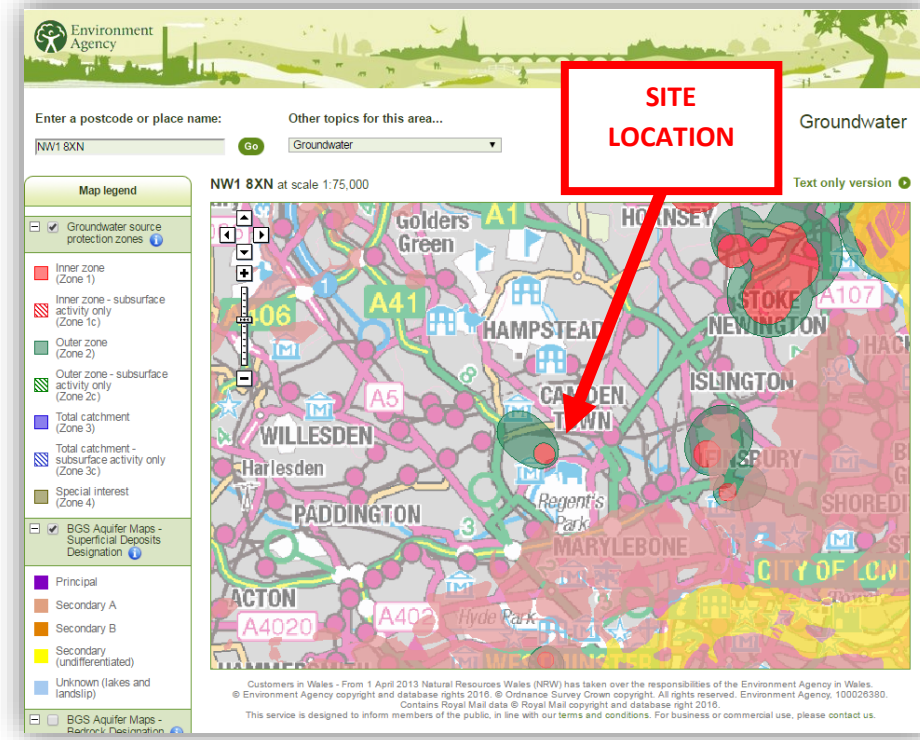 Environment
Agency
SITE
LOCATION
Enter a postcode or place name:
Other topics for this area...
Groundwater
NW1 8XN
Go
Groundwater
Map legend
NW1 8XN at scale 1:75,000
Text only version
Groundwater source
protection zones
Inner zone
(Zone 1)
Inner zone - subsurface
activity only
(Zone 1c)
Outer zone
(Zone 2)
Outer zone - subsurface
activity only
(Zone 2c)
Total catchment
(Zone 3)
Total catchment -
subsurface activity only
(Zone 3c)
Special interest
(Zone 4)
BGS Aquifer Maps -
Superficial Deposits
Designation
Principal
Secondary A
Secondary B
Secondary
(undifferentiated)
Unknown (lakes and
landslip)
BGS Aquifer Maps -
Bedrock Designation
Golders
Green
A1
HORNSEY
A41
STOKE
NEWINGTON
A107
HAMPSTEAD
A5
CAMDEN
TOWN
ISLINGTON
WILLESDEN
Harlesden
Regent's
Park
PADDINGTON
3
MARYLEBONE
ACTON
A4020
A402
Hyde Park
Customers in Wales - From 1 April 2013 Natural Resources Wales (NRW) has taken over the responsibilities of the Environment Agency in Wales.
© Environment Agency copyright and database rights 2016. © Ordnance Survey Crown copyright. All rights reserved. Environment Agency, 100026380.
Contains Royal Mail data © Royal Mail copyright and database right 2016.
This service is designed to inform members of the public, in line with our terms and conditions. For business or commercial use, please contact us.